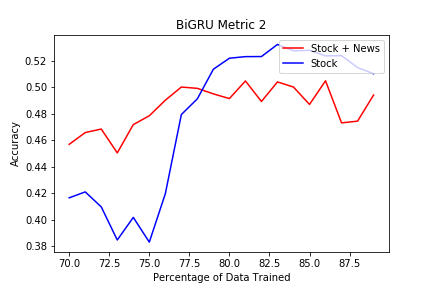 BiGRU Metric 2
Stock + News
Stock
0.52
0.50
0.48
0.46
0.44
0.42
0.40
0.38
Accuracy
70.0 72.5 75.0 77.5 80.0 82.5 85.0 87.5
Percentage of Data Trained